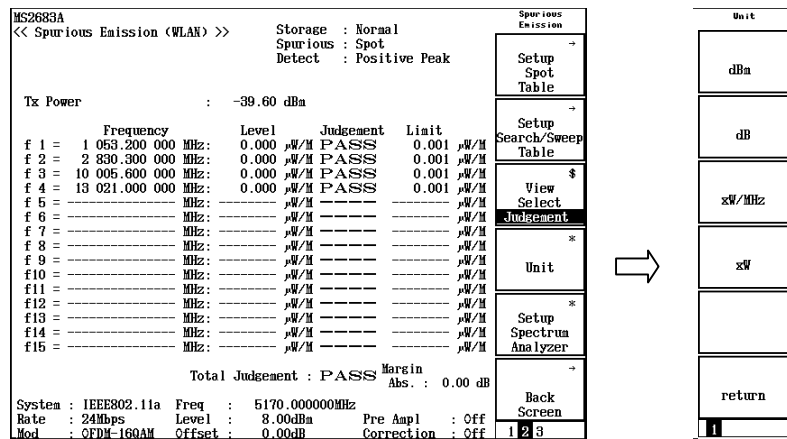 MS2683A
<< Spurious Emission (WLAN) >>
Storage : Normal
Spurious : Spot
Detect : Positive Peak
Tx Power : -39.60 dBm
Frequency Level Judgement Limit
f 1 = 1 053.200 000 MHz: 0.000 μW/M PASS 0.001 μW/M
f 2 = 2 830.300 000 MHz: 0.000 μW/M PASS 0.001 μW/M
f 3 = 10 005.600 000 MHz: 0.000 μW/M PASS 0.001 μW/M
f 4 = 13 021.000 000 MHz: 0.000 μW/M PASS 0.001 μW/M
f 5 = --------------- MHz: -------- μW/M ----- -------- μW/M
f 6 = --------------- MHz: -------- μW/M ----- -------- μW/M
f 7 = --------------- MHz: -------- μW/M ----- -------- μW/M
f 8 = --------------- MHz: -------- μW/M ----- -------- μW/M
f 9 = --------------- MHz: -------- μW/M ----- -------- μW/M
f10 = --------------- MHz: -------- μW/M ----- -------- μW/M
f11 = --------------- MHz: -------- μW/M ----- -------- μW/M
f12 = --------------- MHz: -------- μW/M ----- -------- μW/M
f13 = --------------- MHz: -------- μW/M ----- -------- μW/M
f14 = --------------- MHz: -------- μW/M ----- -------- μW/M
f15 = --------------- MHz: -------- μW/M ----- -------- μW/M
Total Judgement : PASS Margin
Abs. : 0.00 dB
System : IEEE802.11a Freq : 5170.000000MHz
Rate : 24Mbps Level : 8.00dBm Pre Ampl : Off
Mod : OFDM-16QAM Offset : 0.00dB Correction : Off
Spurious
Emission
→
Setup
Spot
Table
→
Setup
Search/Sweep
Table
$
View
Select
Judgement
*
Unit
*
Setup
Spectrum
Analyzer
→
Back
Screen
1 2 3
Unit
dBm
dB
xW/MHz
xW
return
1